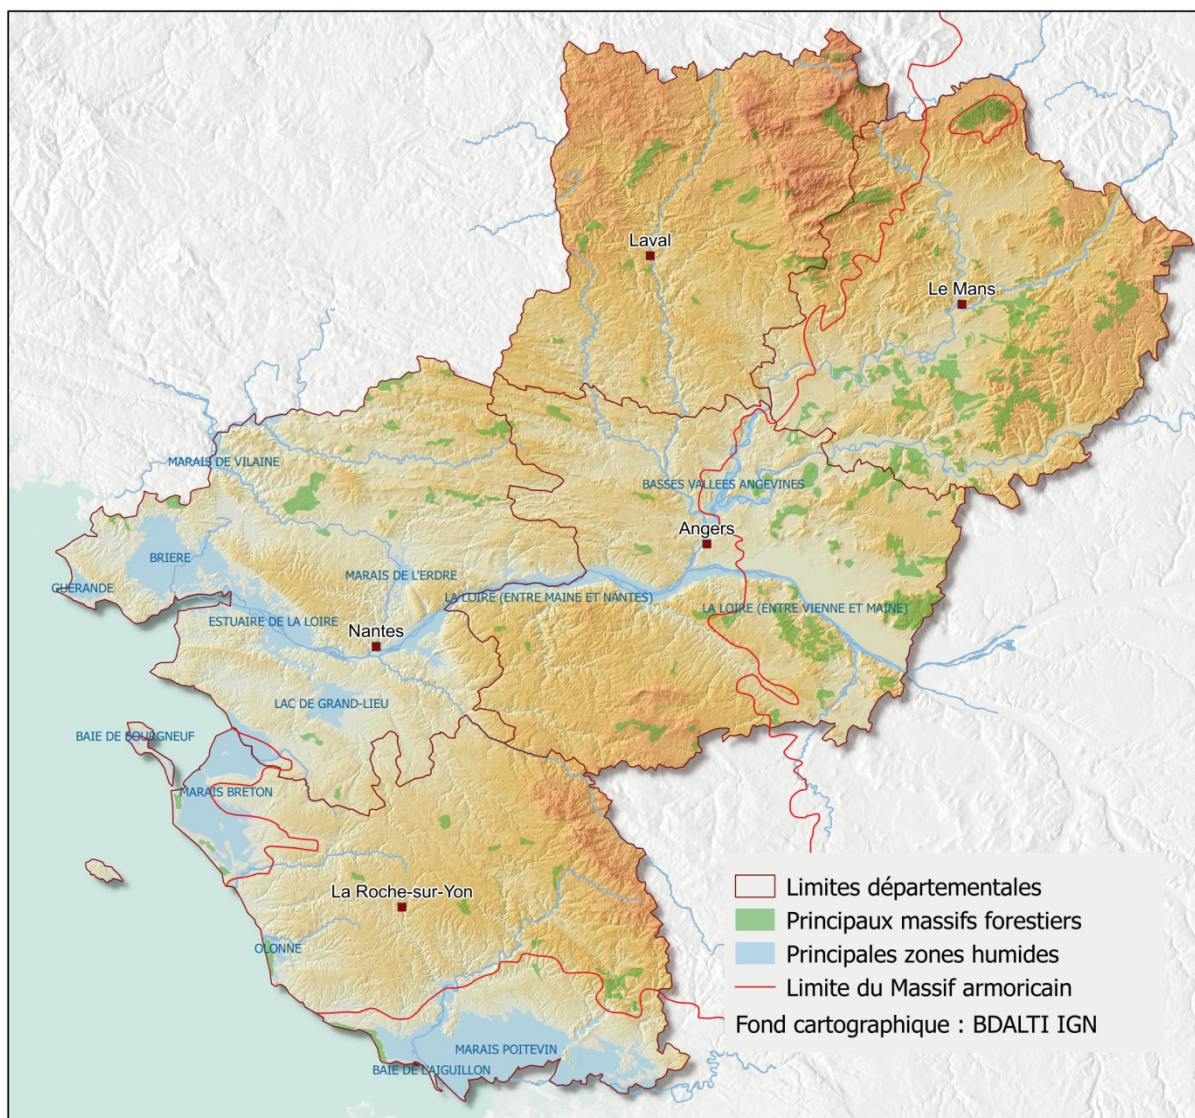 Laval
Le Mans
MARAIS DE VILAINE
BASSES VALLEES ANGEVINES
Angers
BRIERE
MARAIS DE L'ERDRE
GUERANDE
LA LOIRE (ENTRE MAINE ET NANTES)
LA LOIRE (ENTRE VIENNE ET MAINE)
ESTUAIRE DE LA LOIRE
Nantes
LAC DE GRAND-LIEU
BAIE DE BOURGNEUF
MARAIS BRETON
La Roche-sur-Yon
OLONNE
MARAIS POITEVIN
BAIE DE L'AIGUILLON
Limites départementales
Principaux massifs forestiers
Principales zones humides
Limite du Massif armoricain
Fond cartographique : BDALTI IGN